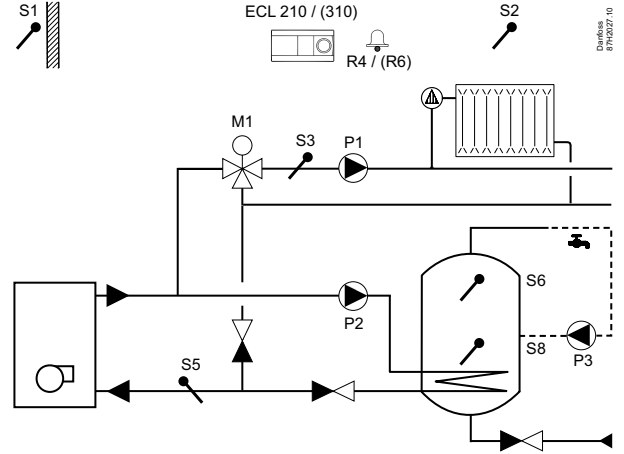 S1
ECL 210 / (310)
S2
Danfoss
87H2027.10
R4 / (R6)
M1
S3
P1
S6
P2
S8
P3
S5